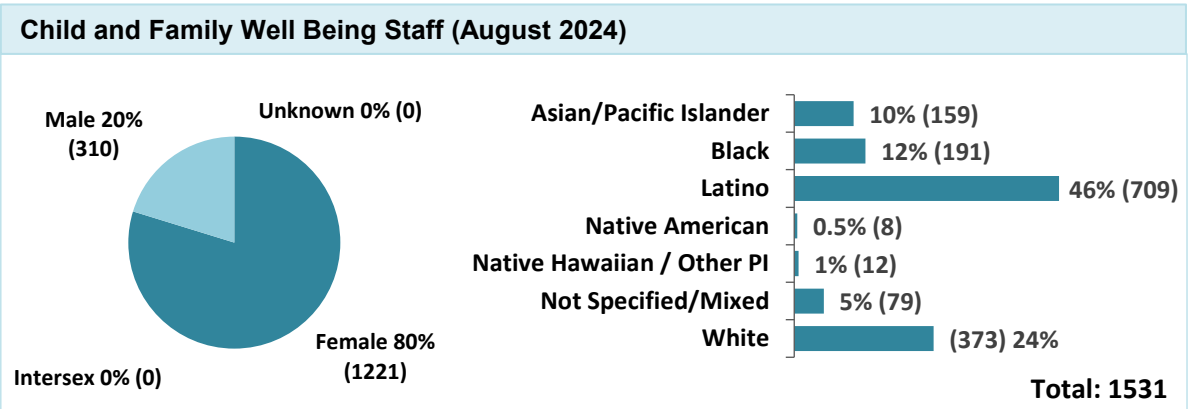 Child and Family Well Being Staff (August 2024)
Unknown 0% (0)
Male 20%
(310)
Female 80%
(1221)
Intersex 0% (0)
Asian/Pacific Islander 10% (159)
Black 12% (191)
Latino 46% (709)
Native American 0.5% (8)
Native Hawaiian / Other PI 1% (12)
Not Specified/Mixed 5% (79)
White (373) 24%
Total: 1531